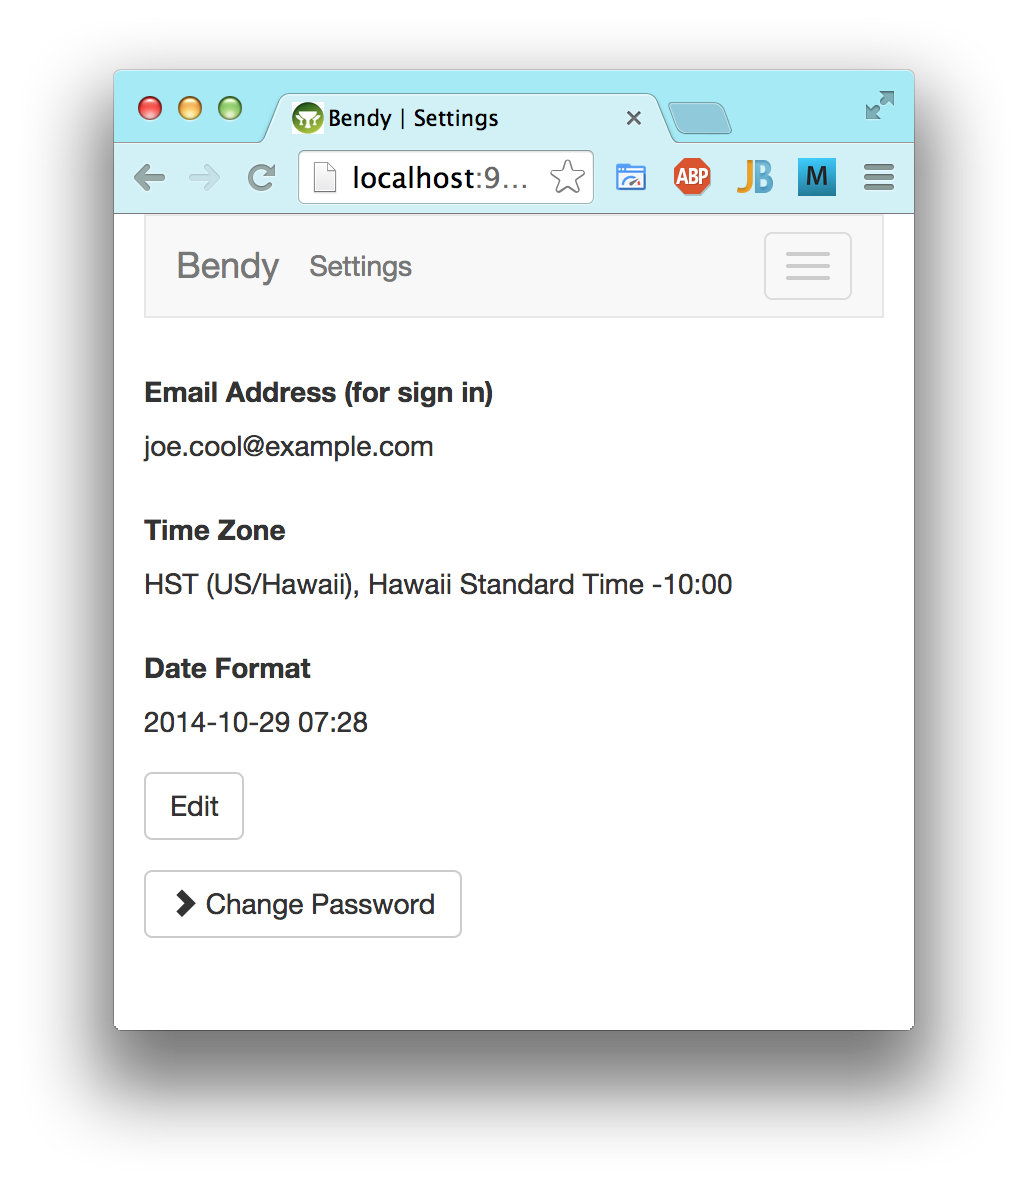 Bendy | Settings
localhost:9...
ABP
JB
M
Bendy Settings
Email Address (for sign in)
joe.cool@example.com
Time Zone
HST (US/Hawaii), Hawaii Standard Time -10:00
Date Format
2014-10-29 07:28
Edit
Change Password